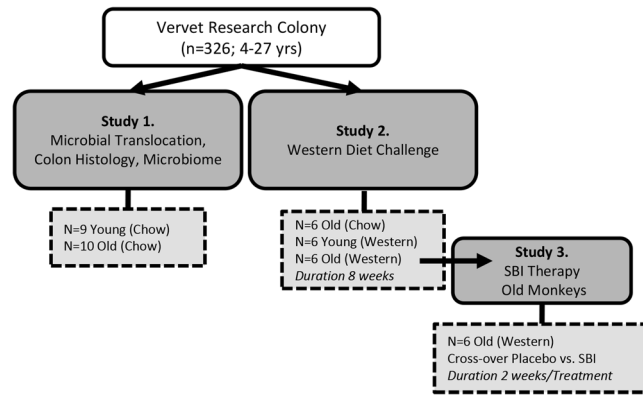 Vervet Research Colony
(n=326; 4-27 yrs)
Study 1.
Microbial Translocation,
Colon Histology, Microbiome
Study 2.
Western Diet Challenge
N=9 Young (Chow)
N=10 Old (Chow)
N=6 Old (Chow)
N=6 Young (Western)
N=6 Old (Western)
Duration 8 weeks
Study 3.
SBI Therapy
Old Monkeys
N=6 Old (Western)
Cross-over Placebo vs. SBI
Duration 2 weeks/Treatment